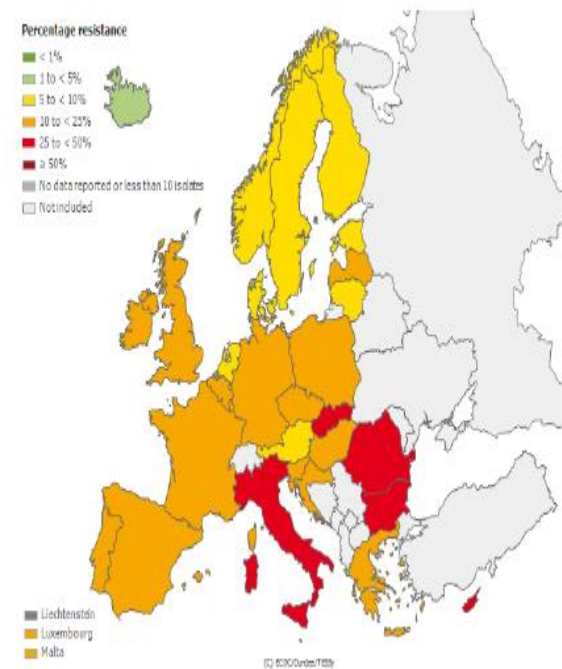 Percentage resistance
< 1%
1 to < 5%
5 to < 10%
10 to < 25%
25 to < 50%
≥ 50%
No data reported or less than 10 isolates
Not included
Liechtenstein
Luxembourg
Malta
(C) ECDC/Dundas/TESSy